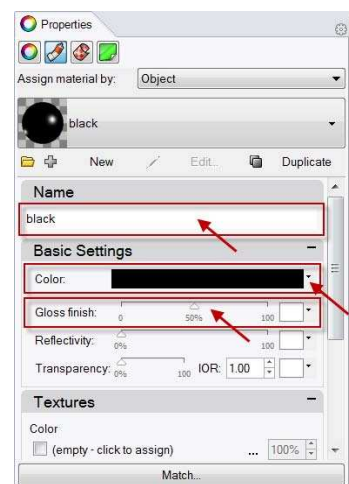 Properties
Assign material by: Object
black
New Edit... Duplicate
Name
black
Basic Settings
Color:
Gloss finish: 0 50% 100
Reflectivity: 0% 100
Transparency: 0% 100 IOR: 1.00
Textures
Color
(empty - click to assign) ... 100%
Match...